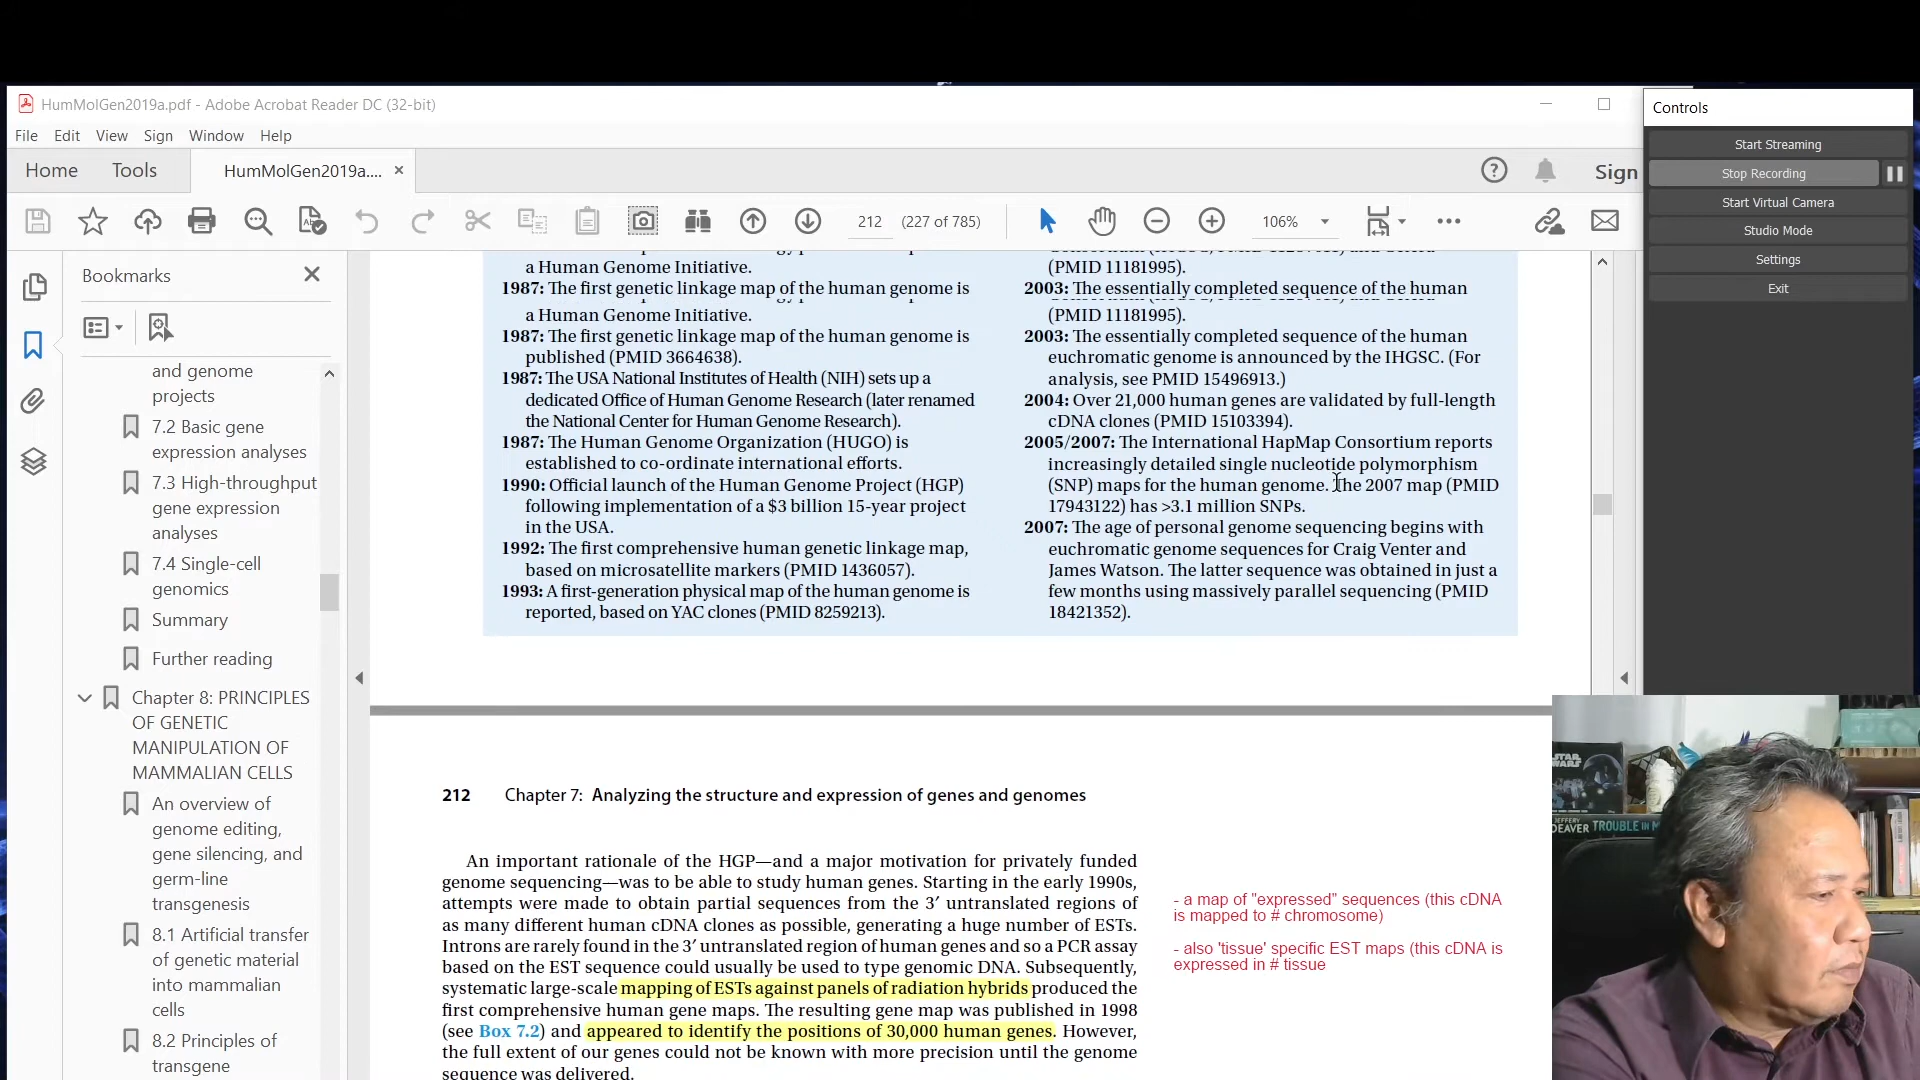 HumMolGen2019a.pdf - Adobe Acrobat Reader DC (32-bit)
File Edit View Sign Window Help
Home Tools HumMolGen2019a.... × Sign
212 (227 of 785) 106%
Bookmarks
and genome
projects
7.2 Basic gene
expression analyses
7.3 High-throughput
gene expression
analyses
7.4 Single-cell
genomics
Summary
Further reading
Chapter 8: PRINCIPLES
OF GENETIC
MANIPULATION OF
MAMMALIAN CELLS
An overview of
genome editing,
gene silencing, and
germ-line
transgenesis
8.1 Artificial transfer
of genetic material
into mammalian
cells
8.2 Principles of
transgene
a Human Genome Initiative.
1987: The first genetic linkage map of the human genome is
a Human Genome Initiative.
1987: The first genetic linkage map of the human genome is
published (PMID 3664638).
1987: The USA National Institutes of Health (NIH) sets up a
dedicated Office of Human Genome Research (later renamed
the National Center for Human Genome Research).
1987: The Human Genome Organization (HUGO) is
established to co-ordinate international efforts.
1990: Official launch of the Human Genome Project (HGP)
following implementation of a $3 billion 15-year project
in the USA.
1992: The first comprehensive human genetic linkage map,
based on microsatellite markers (PMID 1436057).
1993: A first-generation physical map of the human genome is
reported, based on YAC clones (PMID 8259213).
(PMID 11181995).
2003: The essentially completed sequence of the human
(PMID 11181995).
2003: The essentially completed sequence of the human
euchromatic genome is announced by the IHGSC. (For
analysis, see PMID 15496913.)
2004: Over 21,000 human genes are validated by full-length
cDNA clones (PMID 15103394).
2005/2007: The International HapMap Consortium reports
increasingly detailed single nucleotide polymorphism
(SNP) maps for the human genome. The 2007 map (PMID
17943122) has >3.1 million SNPs.
2007: The age of personal genome sequencing begins with
euchromatic genome sequences for Craig Venter and
James Watson. The latter sequence was obtained in just a
few months using massively parallel sequencing (PMID
18421352).
212 Chapter 7: Analyzing the structure and expression of genes and genomes
An important rationale of the HGP—and a major motivation for privately funded
genome sequencing—was to be able to study human genes. Starting in the early 1990s,
attempts were made to obtain partial sequences from the 3′ untranslated regions of
as many different human cDNA clones as possible, generating a huge number of ESTs.
Introns are rarely found in the 3′ untranslated region of human genes and so a PCR assay
based on the EST sequence could usually be used to type genomic DNA. Subsequently,
systematic large-scale mapping of ESTs against panels of radiation hybrids produced the
first comprehensive human gene maps. The resulting gene map was published in 1998
(see Box 7.2) and appeared to identify the positions of 30,000 human genes. However,
the full extent of our genes could not be known with more precision until the genome
sequence was delivered.
- a map of "expressed" sequences (this cDNA
is mapped to # chromosome)
- also 'tissue' specific EST maps (this cDNA is
expressed in # tissue
Controls
Start Streaming
Stop Recording
Start Virtual Camera
Studio Mode
Settings
Exit
STAR
WARS
JEFFERY
DEAVER TROUBLE IN